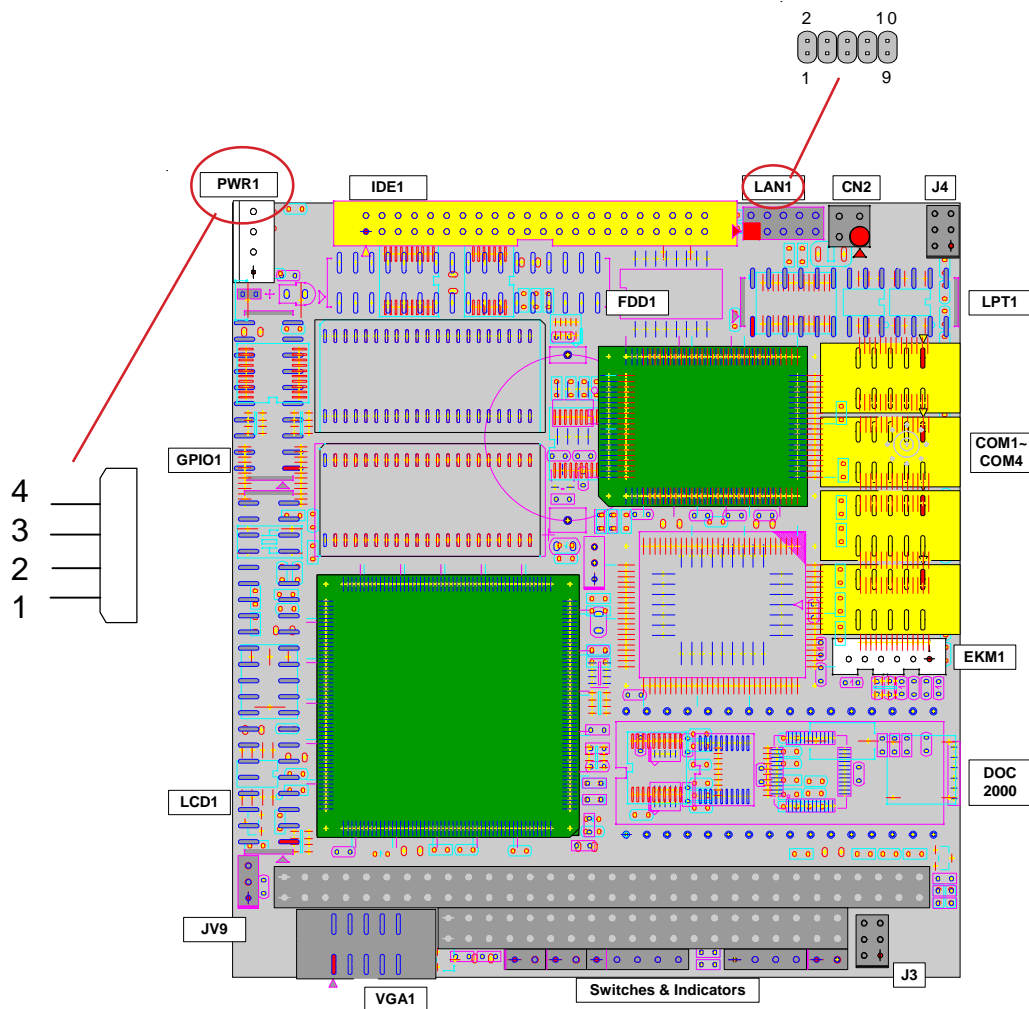 2 10
1 9
PWR1
IDE1
LAN1
CN2
J4
FDD1
LPT1
GPIO1
COM1~
COM4
4
3
2
1
EKM1
LCD1
DOC
2000
JV9
VGA1
Switches & Indicators
J3